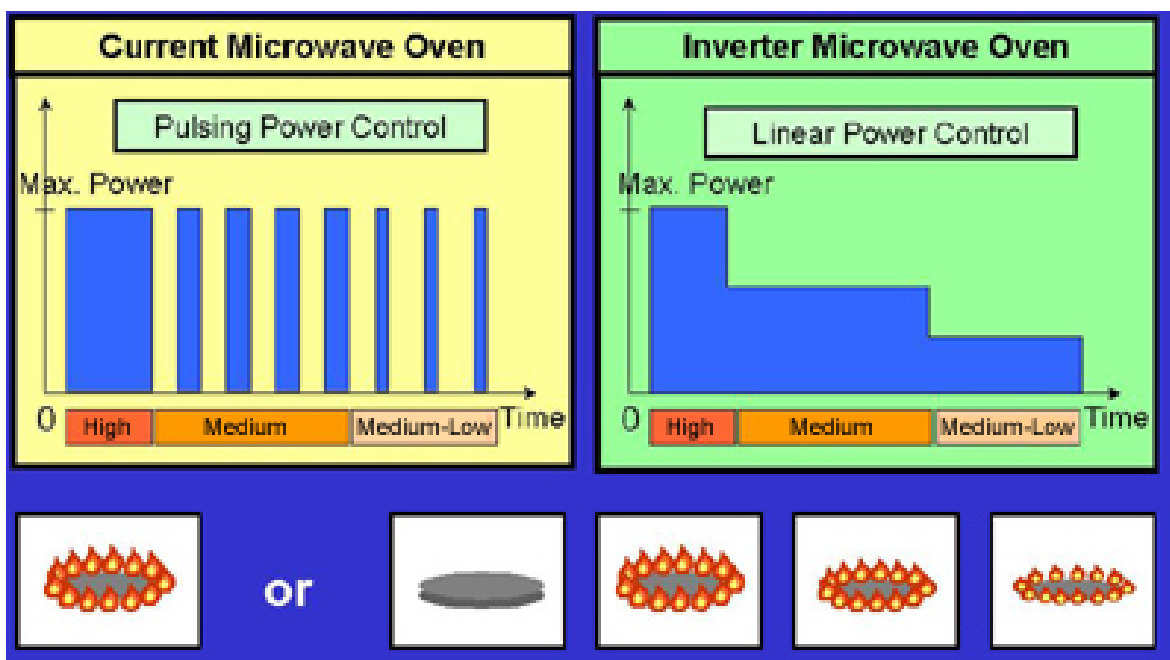 Current Microwave Oven
Pulsing Power Control
Max. Power
0
High
Medium
Medium-Low
Time
Inverter Microwave Oven
Linear Power Control
Max. Power
0
High
Medium
Medium-Low
Time
or